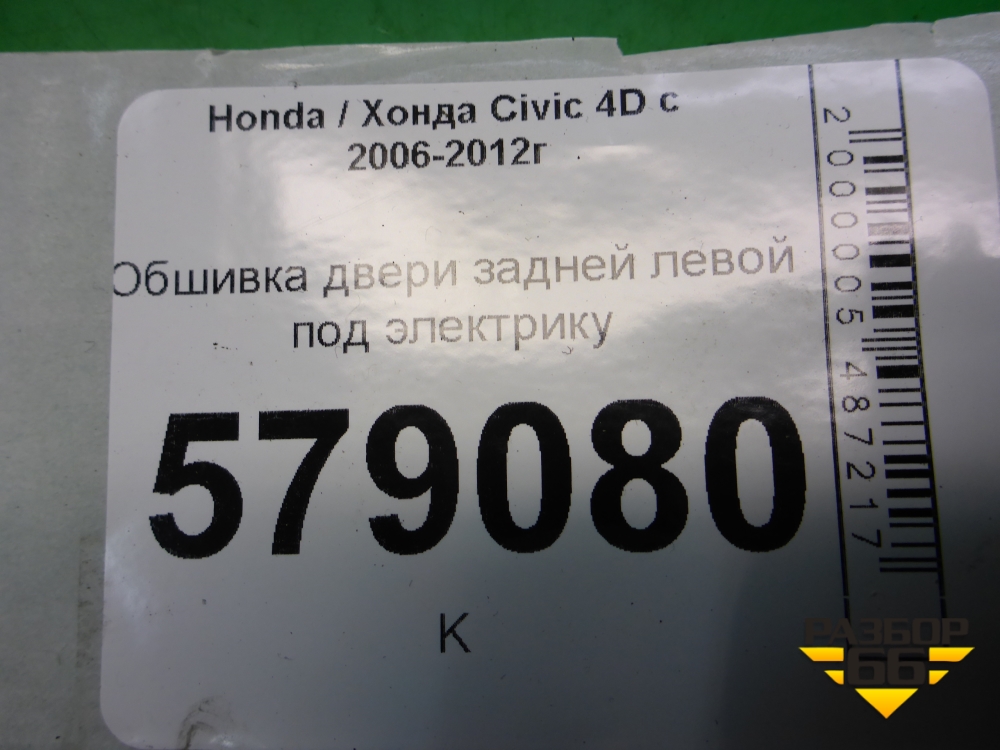 Honda / Хонда Civic 4D с
2006-2012г
Обшивка двери задней левой
под электрику
579080
К
2000005487217
РАЗБОР
66